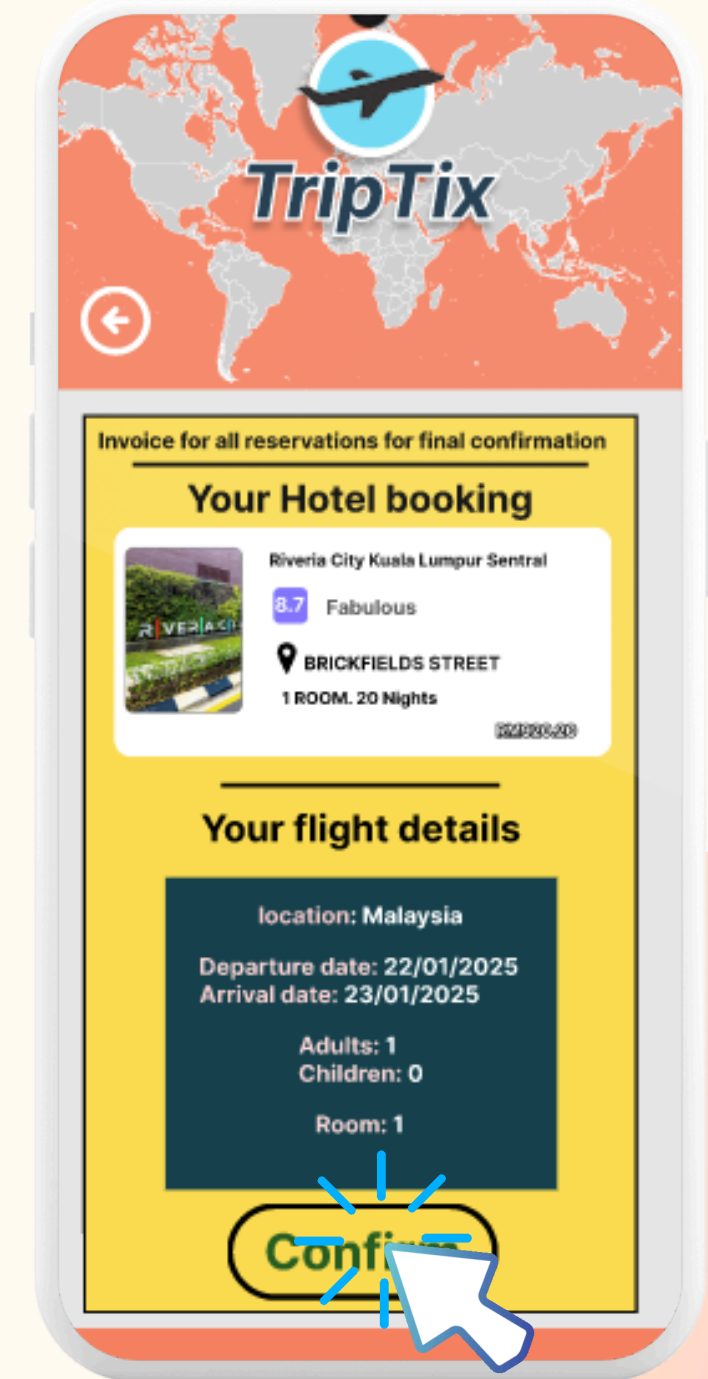 TripTix
Invoice for all reservations for final confirmation
Your Hotel booking
Riveria City Kuala Lumpur Sentral
8.7 Fabulous
BRICKFIELDS STREET
1 ROOM. 20 Nights
Your flight details
location: Malaysia
Departure date: 22/01/2025
Arrival date: 23/01/2025
Adults: 1
Children: 0
Room: 1
Confirm